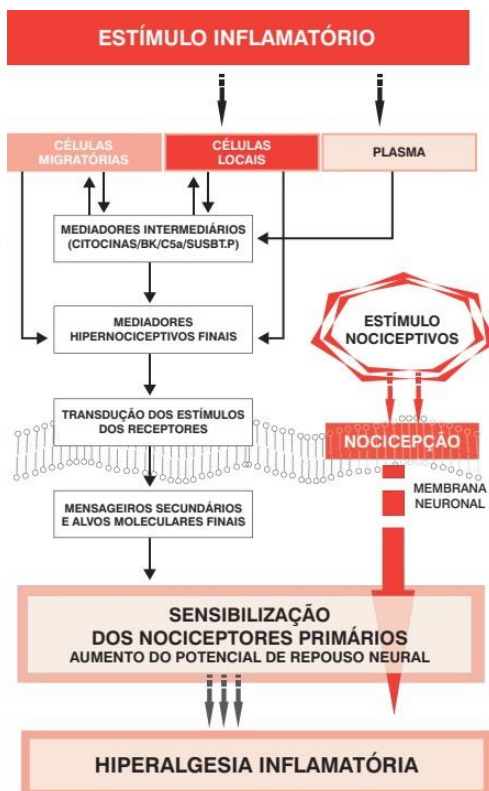 ESTÍMULO INFLAMATÓRIO
CÉLULAS
MIGRATÓRIAS
CÉLULAS
LOCAIS
PLASMA
MEDIADORES INTERMEDIÁRIOS
(CITOCINAS/BK/C5a/SUSBT.P)
MEDIADORES
HIPERNOCICEPTIVOS FINAIS
ESTÍMULO
NOCICEPTIVOS
TRANSDUÇÃO DOS ESTÍMULOS
DOS RECEPTORES
NOCICEPÇÃO
MEMBRANA
NEURONAL
MENSAGEIROS SECUNDÁRIOS
E ALVOS MOLECULARES FINAIS
SENSIBILIZAÇÃO
DOS NOCICEPTORES PRIMÁRIOS
AUMENTO DO POTENCIAL DE REPOUSO NEURAL
HIPERALGESIA INFLAMATÓRIA